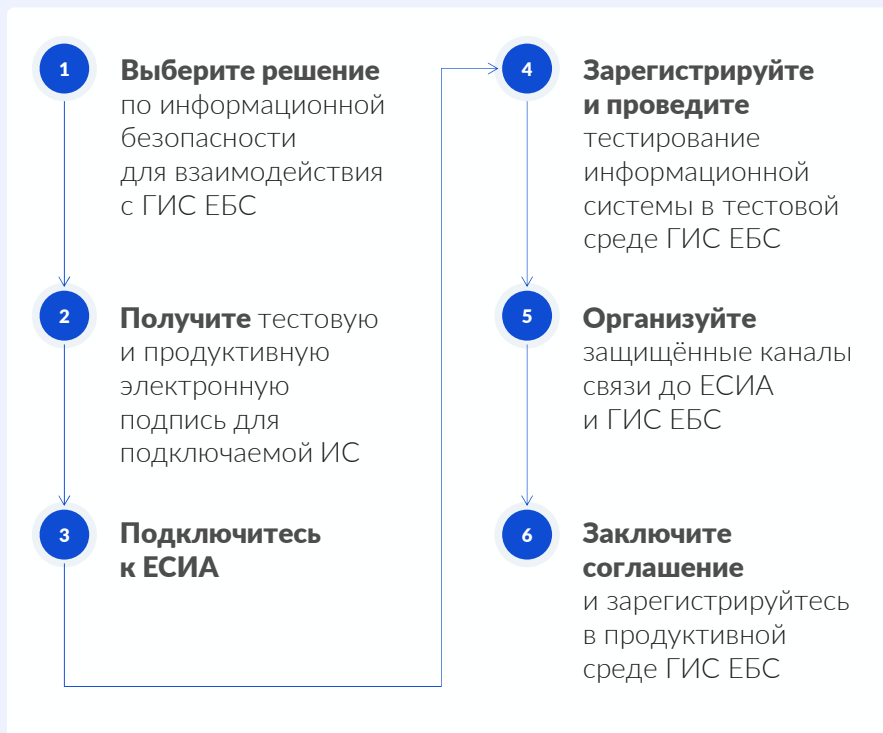 1
Выберите решение
по информационной
безопасности
для взаимодействия
с ГИС ЕБС
2
Получите тестовую
и продуктивную
электронную
подпись для
подключаемой ИС
3
Подключитесь
к ЕСИА
4
Зарегистрируйте
и проведите
тестирование
информационной
системы в тестовой
среде ГИС ЕБС
5
Организуйте
защищённые каналы
связи до ЕСИА
и ГИС ЕБС
6
Заключите
соглашение
и зарегистрируйтесь
в продуктивной
среде ГИС ЕБС